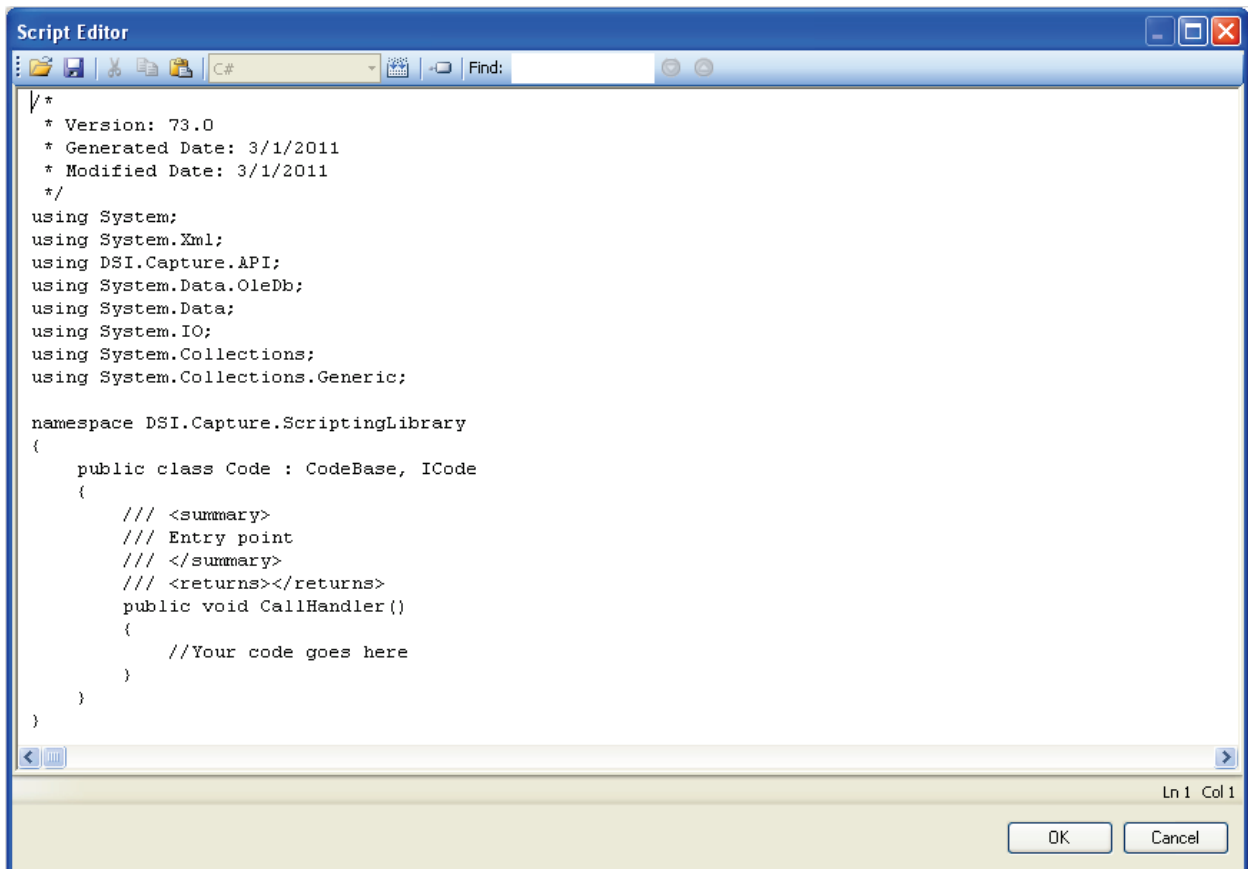 Script Editor
C# Find:
/*
 * Version: 73.0
 * Generated Date: 3/1/2011
 * Modified Date: 3/1/2011
 */
using System;
using System.Xml;
using DSI.Capture.API;
using System.Data.OleDb;
using System.Data;
using System.IO;
using System.Collections;
using System.Collections.Generic;

namespace DSI.Capture.ScriptingLibrary
{
    public class Code : CodeBase, ICode
    {
        /// <summary>
        /// Entry point
        /// </summary>
        /// <returns></returns>
        public void CallHandler()
        {
            //Your code goes here
        }
    }
}
Ln 1 Col 1
OK Cancel